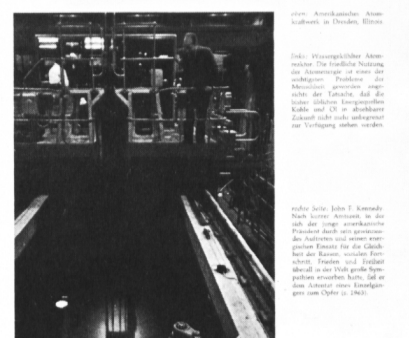 oben: Amerikanisches Atom-
kraftwerk in Dresden, Illinois.
links: Wassergekühlter Atom-
reaktor. Die friedliche Nutzung
der Atomenergie ist eines der
wichtigsten Probleme der
Menschheit geworden ange-
sichts der Tatsache, daß die
bisher üblichen Energiequellen
Kohle und Öl in absehbarer
Zukunft nicht mehr unbegrenzt
zur Verfügung stehen werden.
rechte Seite: John F. Kennedy.
Nach kurzer Amtszeit, in der
sich der junge amerikanische
Präsident durch sein gewinnen-
des Auftreten und seinen ener-
gischen Einsatz für die Gleich-
heit der Rassen, sozialen Fort-
schritt, Frieden und Freiheit
überall in der Welt große Sym-
pathien erworben hatte, fiel er
dem Attentat eines Einzelgän-
gers zum Opfer (s. 1963).